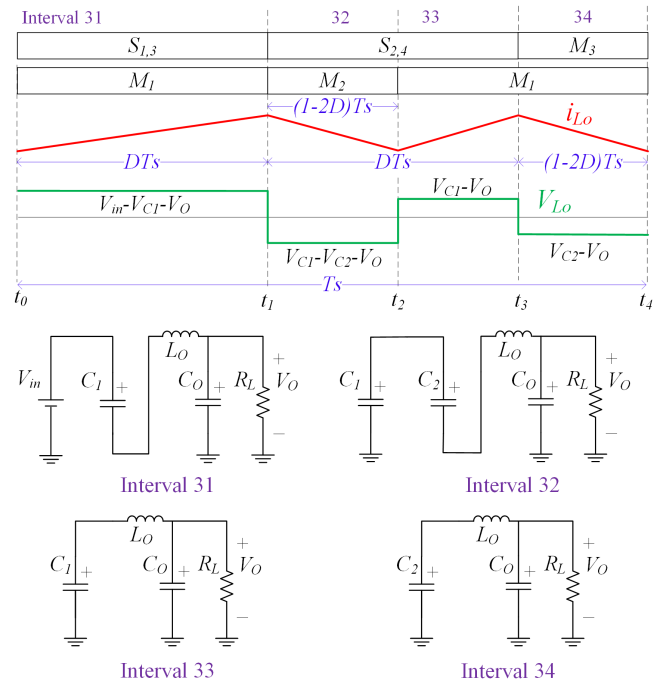 Interval 31 32 33 34
S1,3 S2,4 M3
M1 M2 M1
(1-2D)Ts iLo
DTs DTs (1-2D)Ts
Vin-VC1-VO VC1-VO VLo
VC1-VC2-VO VC2-VO
Ts
t0 t1 t2 t3 t4
Vin C1 + LO CO + RL + VO −
Interval 31
C1 + C2 + LO CO + RL + VO −
Interval 32
C1 + LO CO + RL + VO −
Interval 33
C2 + LO CO + RL + VO −
Interval 34